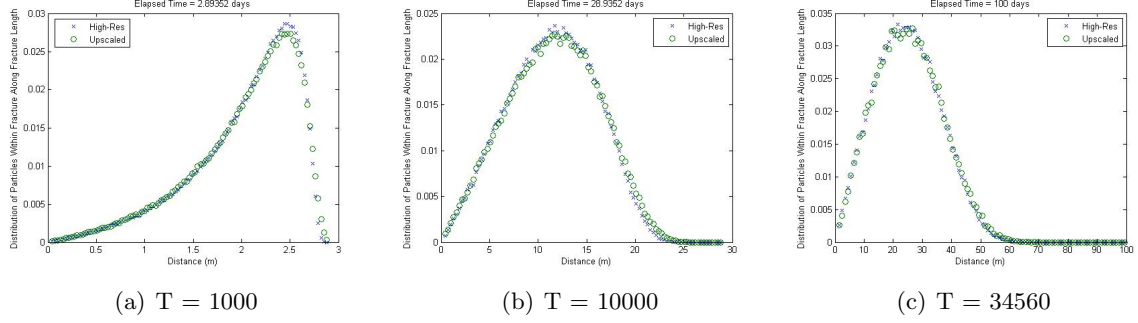 Elapsed Time = 2.89352 days
Distribution of Particles Within Fracture Along Fracture Length
0.03
0.025
0.02
0.015
0.01
0.005
0
0 0.5 1 1.5 2 2.5 3
Distance (m)
High-Res
Upscaled
(a) T = 1000
Elapsed Time = 28.9352 days
Distribution of Particles Within Fracture Along Fracture Length
0.025
0.02
0.015
0.01
0.005
0
0 5 10 15 20 25 30
Distance (m)
High-Res
Upscaled
(b) T = 10000
Elapsed Time = 100 days
Distribution of Particles Within Fracture Along Fracture Length
0.035
0.03
0.025
0.02
0.015
0.01
0.005
0
0 10 20 30 40 50 60 70 80 90 100
Distance (m)
High-Res
Upscaled
(c) T = 34560